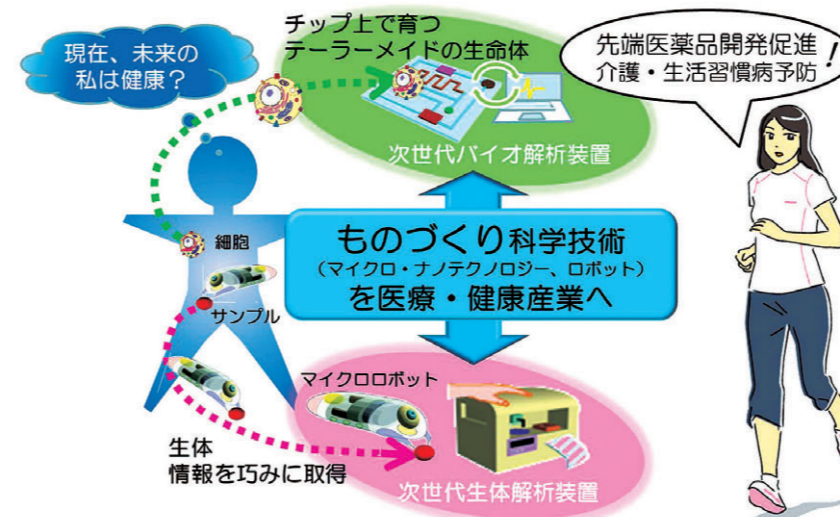 現在、未来の
私は健康？
チップ上で育つ
テーラーメイドの生命体
次世代バイオ解析装置
先端医薬品開発促進！
介護・生活習慣病予防
細胞
サンプル
ものづくり科学技術
（マイクロ・ナノテクノロジー、ロボット）
を医療・健康産業へ
マイクロロボット
生体
情報を巧みに取得
次世代生体解析装置